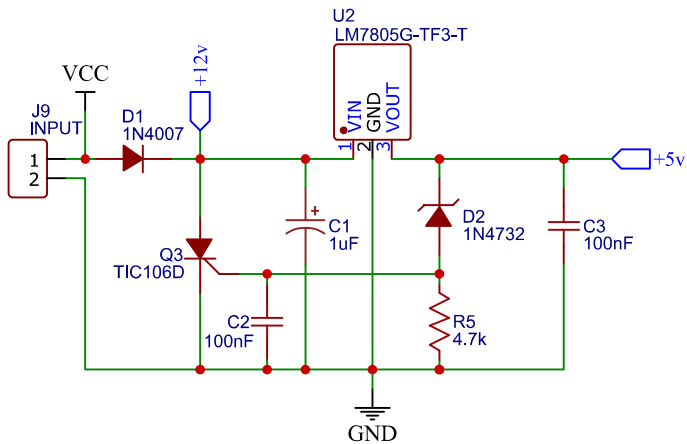 U2
LM7805G-TF3-T
VCC
+12v
J9
INPUT
D1
1N4007
VIN
GND
VOUT
1
2
3
1
2
+5v
C1
1uF
+
D2
1N4732
C3
100nF
Q3
TIC106D
C2
100nF
R5
4.7k
GND